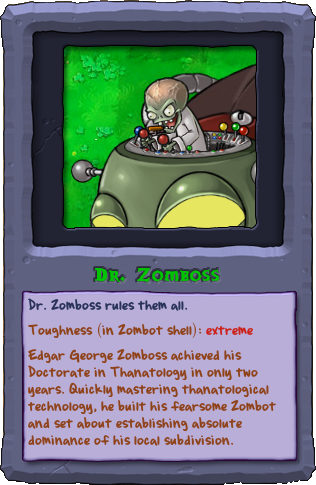 Dr. Zomboss
Dr. Zomboss rules them all.
Toughness (in Zombot shell): extreme
Edgar George Zomboss achieved his
Doctorate in Thanatology in only two
years. Quickly mastering thanatological
technology, he built his fearsome Zombot
and set about establishing absolute
dominance of his local subdivision.